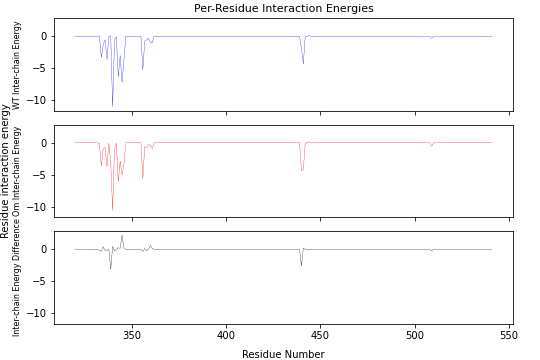 Per-Residue Interaction Energies
Residue interaction energy
WT Inter-chain Energy
0
−5
−10
Om Inter-chain Energy
0
−5
−10
Inter-chain Energy Difference
0
−5
−10
350
400
450
500
550
Residue Number